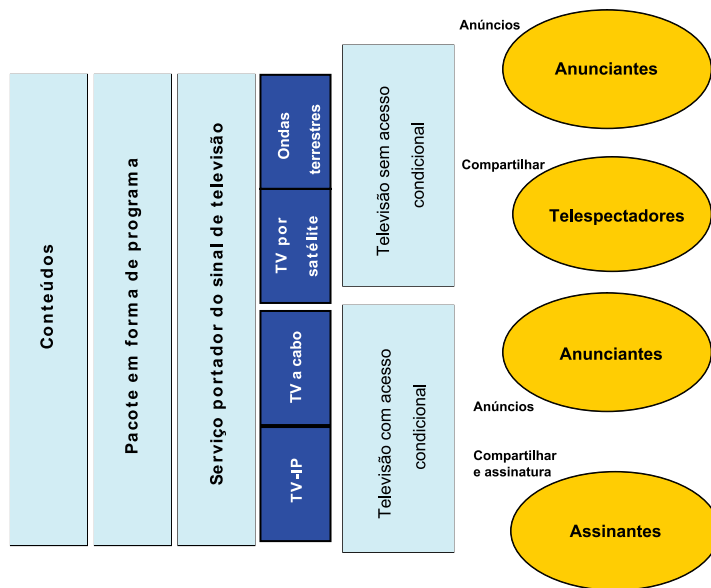 Conteúdos
Pacote em forma de programa
Serviço portador do sinal de televisão
Ondas
terrestres
TV por
satélite
TV a cabo
TV-IP
Televisão sem acesso
condicional
Televisão com acesso
condicional
Anúncios
Anunciantes
Compartilhar
Telespectadores
Anunciantes
Anúncios
Compartilhar
e assinatura
Assinantes